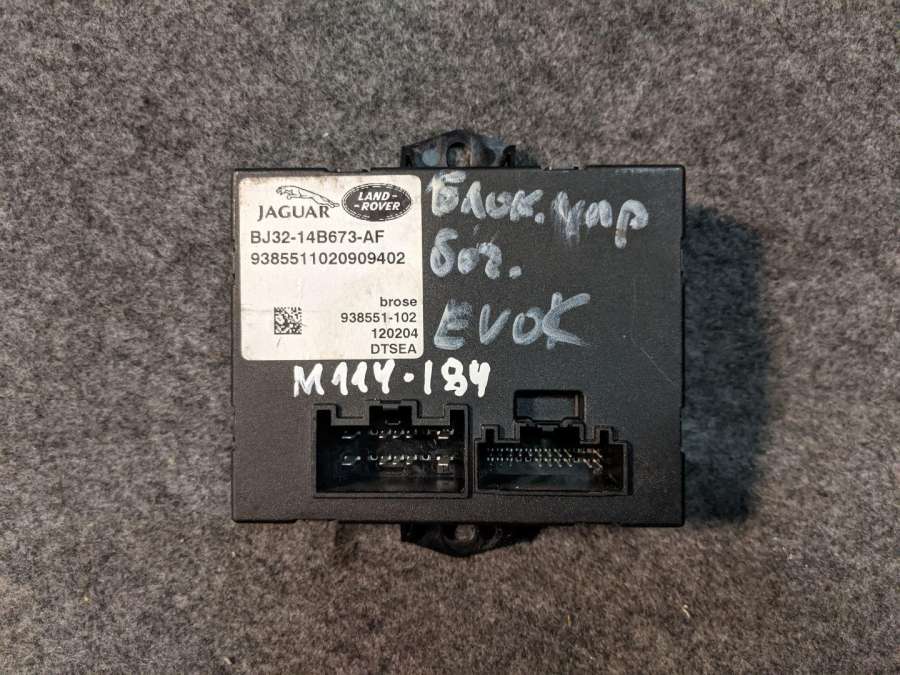 JAGUAR
LAND-
-ROVER
BJ32-14B673-AF
9385511020909402
brose
938551-102
120204
DTSEA
Блок. упр
баг.
EVOK
M114-184